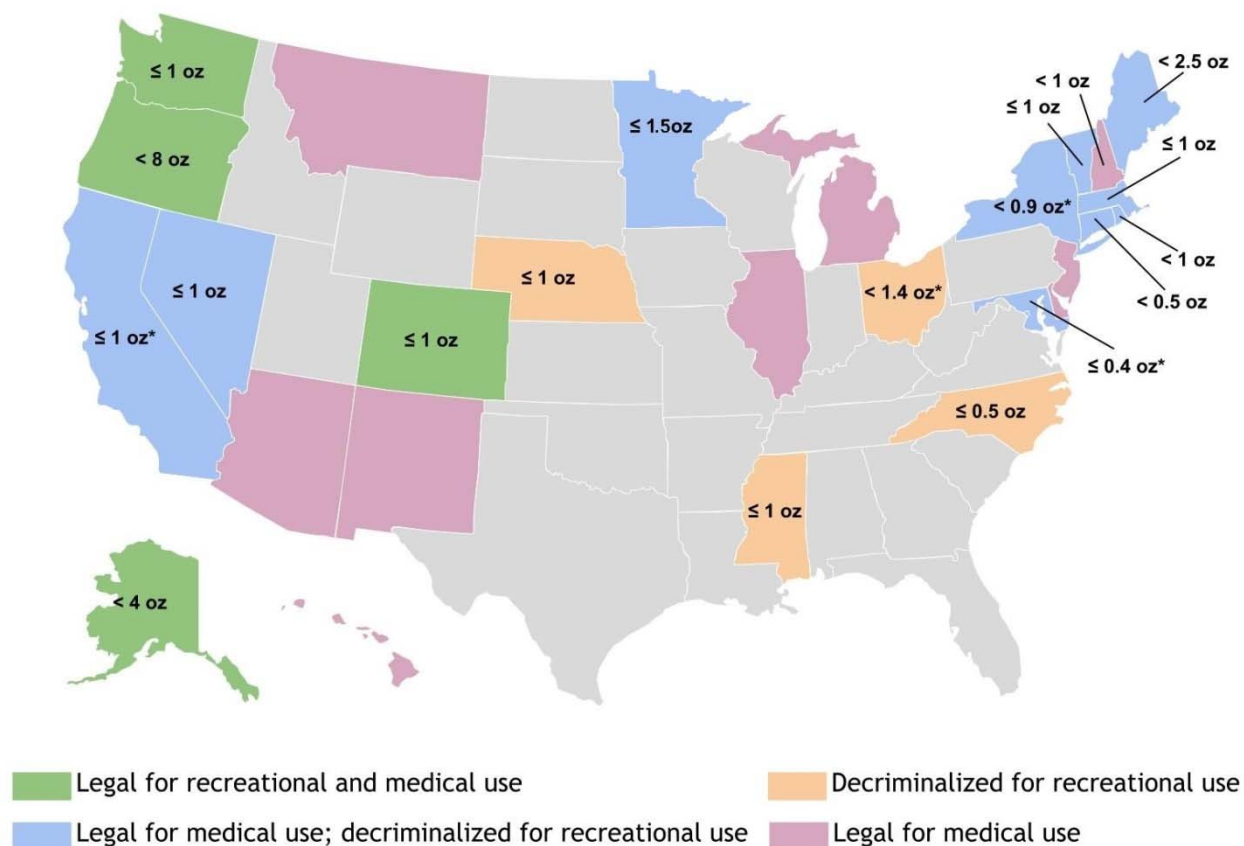 ≤ 1 oz
< 8 oz
≤ 1.5oz
< 2.5 oz
< 1 oz
≤ 1 oz
≤ 1 oz
< 0.9 oz*
≤ 1 oz
≤ 1 oz
< 1.4 oz*
< 1 oz
< 0.5 oz
≤ 1 oz*
≤ 1 oz
≤ 0.4 oz*
≤ 0.5 oz
≤ 1 oz
< 4 oz
Legal for recreational and medical use
Decriminalized for recreational use
Legal for medical use; decriminalized for recreational use
Legal for medical use